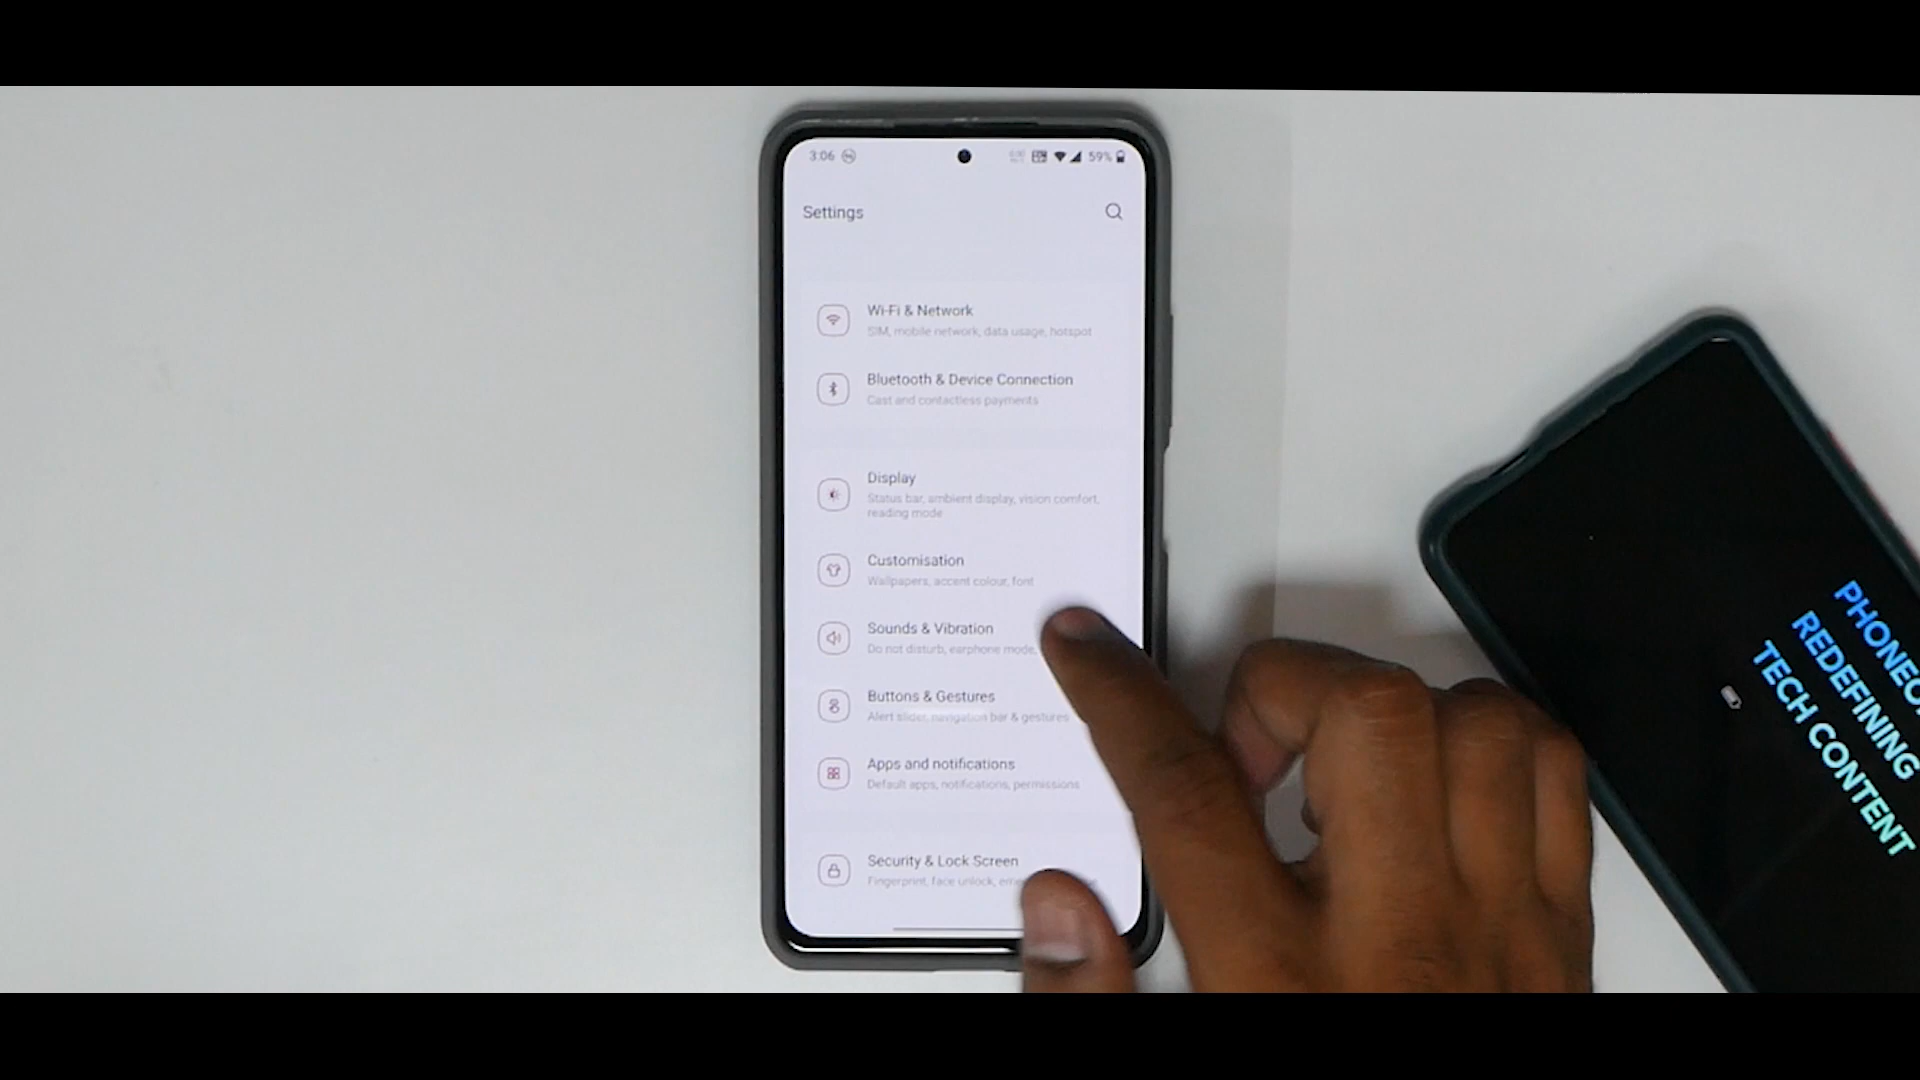 3:06
59%
Settings
Wi-Fi & Network
SIM, mobile network, data usage, hotspot
Bluetooth & Device Connection
Cast and contactless payments
Display
Status bar, ambient display, vision comfort,
reading mode
Customisation
Wallpapers, accent colour, font
Sounds & Vibration
Do not disturb, earphone mode,
Buttons & Gestures
Alert slider, navigation bar & gestures
Apps and notifications
Default apps, notifications, permissions
Security & Lock Screen
Fingerprint, face unlock,
REDEFINING
TECH CONTENT